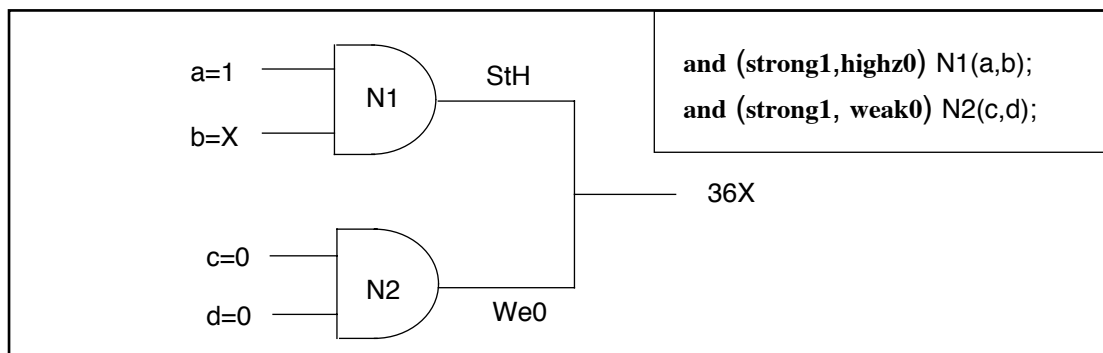 a=1
N1
StH
b=X
and (strong1,highz0) N1(a,b);
and (strong1, weak0) N2(c,d);
36X
c=0
N2
d=0
We0